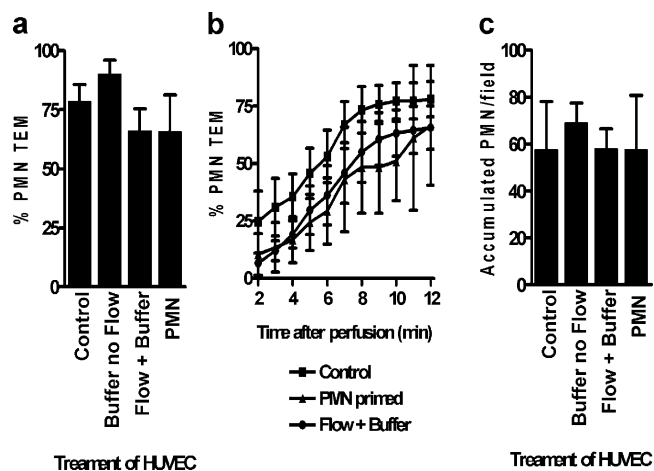 a
% PMN TEM
100
75
50
25
0
Control
Buffer no Flow
Flow + Buffer
PMN
Treament of HUVEC
b
% PMN TEM
100
75
50
25
0
2 4 6 8 10 12
Time after perfusion (min)
Control
PMN primed
Flow + Buffer
c
Accumulated PMN/field
100
80
60
40
20
0
Control
Buffer no Flow
Flow + Buffer
PMN
Treament of HUVEC